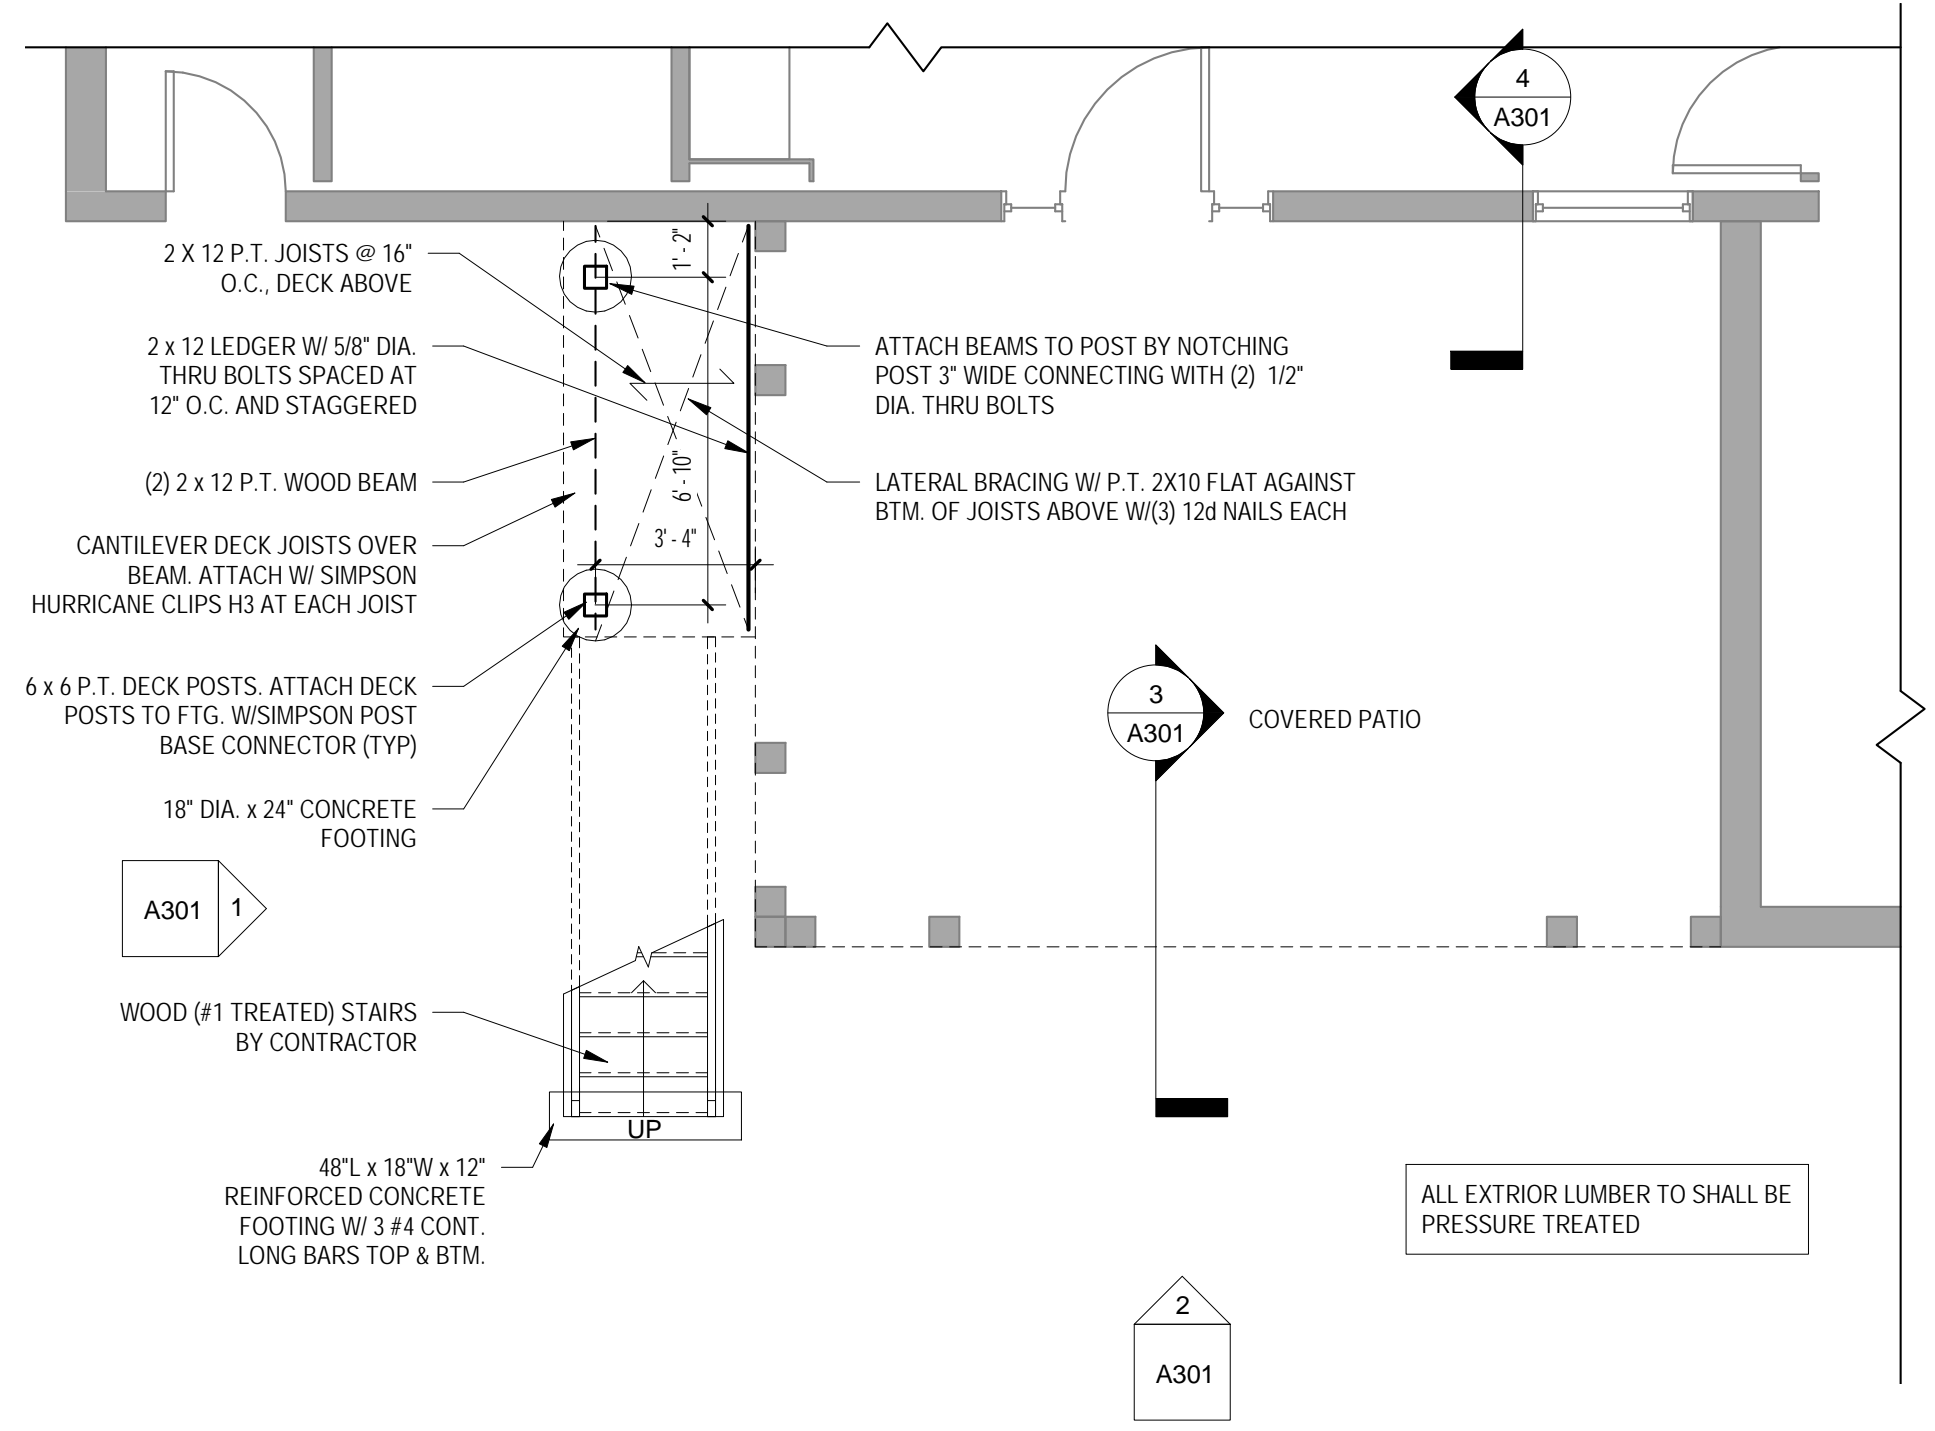 4
A301
2 X 12 P.T. JOISTS @ 16"
O.C., DECK ABOVE
1' - 2"
2 x 12 LEDGER W/ 5/8" DIA.
THRU BOLTS SPACED AT
12" O.C. AND STAGGERED
ATTACH BEAMS TO POST BY NOTCHING
POST 3" WIDE CONNECTING WITH (2) 1/2"
DIA. THRU BOLTS
(2) 2 x 12 P.T. WOOD BEAM
6' - 10"
LATERAL BRACING W/ P.T. 2X10 FLAT AGAINST
BTM. OF JOISTS ABOVE W/(3) 12d NAILS EACH
3' - 4"
CANTILEVER DECK JOISTS OVER
BEAM. ATTACH W/ SIMPSON
HURRICANE CLIPS H3 AT EACH JOIST
6 x 6 P.T. DECK POSTS. ATTACH DECK
POSTS TO FTG. W/SIMPSON POST
BASE CONNECTOR (TYP)
3
A301
COVERED PATIO
18" DIA. x 24" CONCRETE
FOOTING
A301 1
WOOD (#1 TREATED) STAIRS
BY CONTRACTOR
UP
48"L x 18"W x 12"
REINFORCED CONCRETE
FOOTING W/ 3 #4 CONT.
LONG BARS TOP & BTM.
ALL EXTRIOR LUMBER TO SHALL BE
PRESSURE TREATED
2
A301